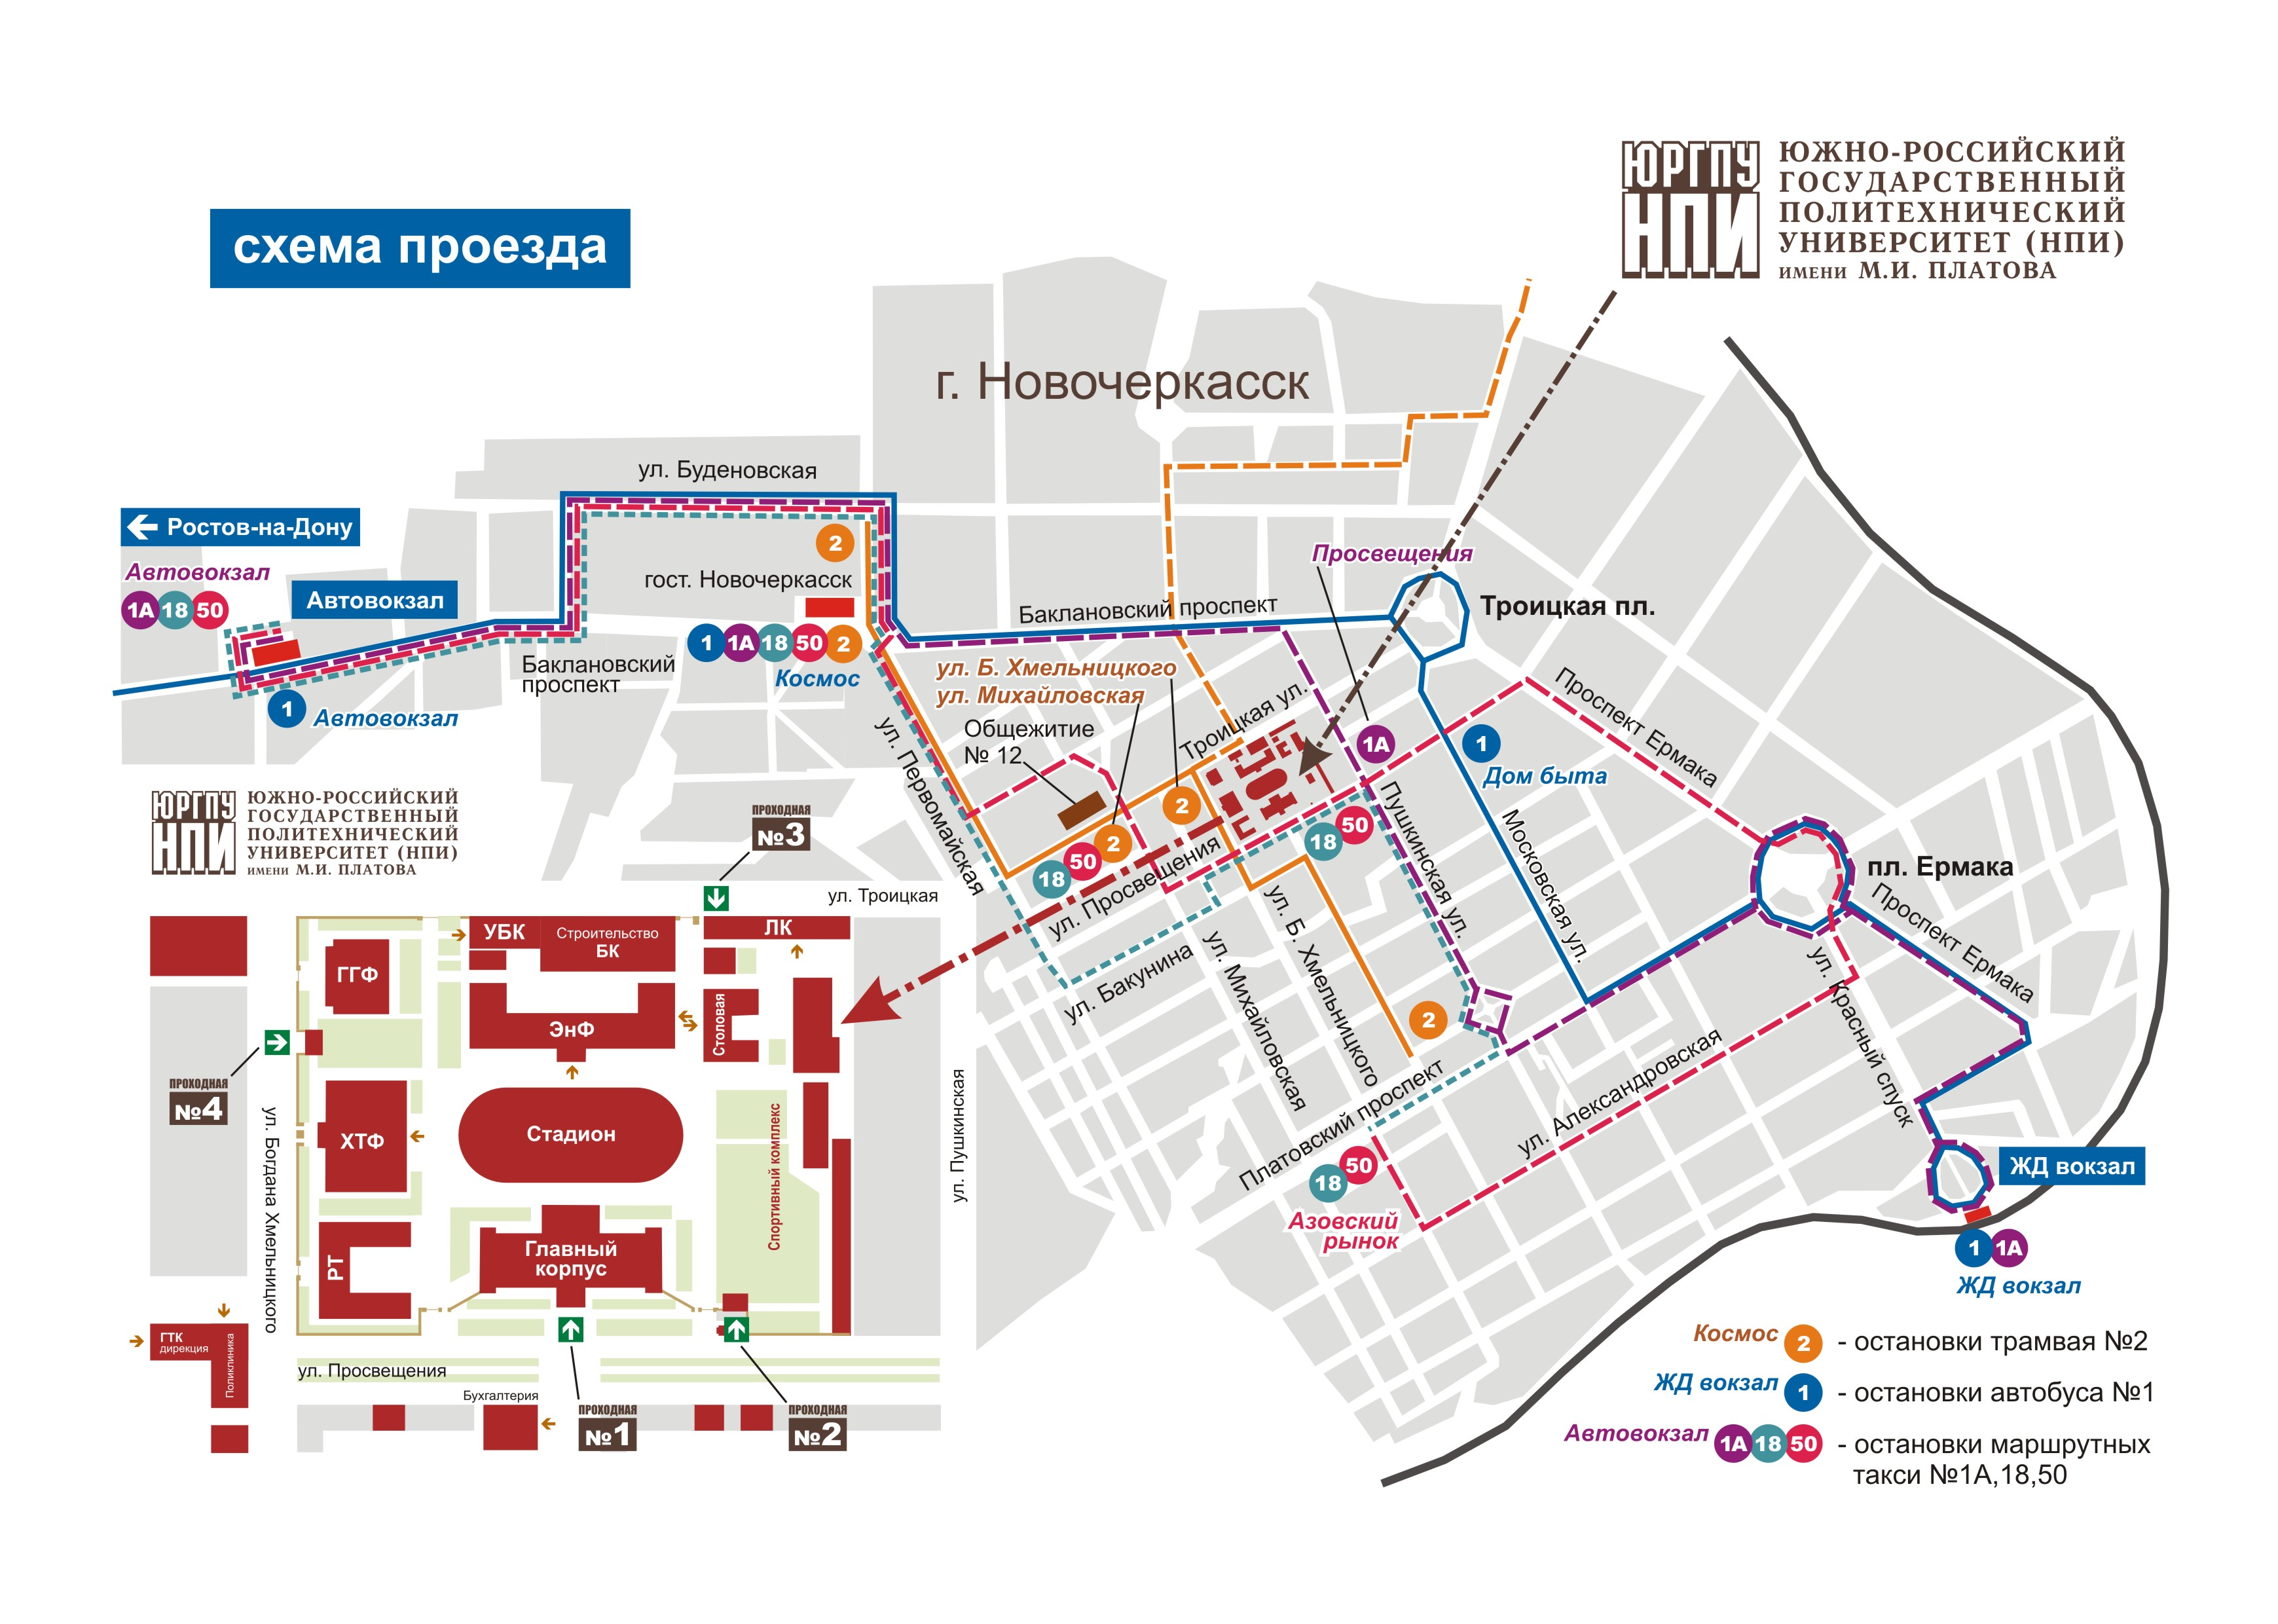 ЮРГПУ
НПИ
ЮЖНО-РОССИЙСКИЙ
ГОСУДАРСТВЕННЫЙ
ПОЛИТЕХНИЧЕСКИЙ
УНИВЕРСИТЕТ (НПИ)
ИМЕНИ М.И. ПЛАТОВА
схема проезда
г. Новочеркасск
ул. Буденовская
Ростов-на-Дону
Автовокзал
1А 18 50
Автовокзал
1
Автовокзал
Баклановский
проспект
2
гост. Новочеркасск
1 1А 18 50 2
Космос
Баклановский проспект
Просвещения
Троицкая пл.
ул. Б. Хмельницкого
ул. Михайловская
Общежитие
№ 12
Троицкая ул.
1А
1
Дом быта
Проспект Ермака
ул. Первомайская
2
18 50 2
18 50
ул. Просвещения
Пушкинская ул.
Московская ул.
пл. Ермака
Проспект Ермака
ул. Бакунина
ул. Михайловская
ул. Б. Хмельницкого
2
ул. Красный спуск
Платовский проспект
ул. Александровская
18 50
Азовский
рынок
ЖД вокзал
1 1А
ЖД вокзал
ЮРГПУ
НПИ
ЮЖНО-РОССИЙСКИЙ
ГОСУДАРСТВЕННЫЙ
ПОЛИТЕХНИЧЕСКИЙ
УНИВЕРСИТЕТ (НПИ)
ИМЕНИ М.И. ПЛАТОВА
ПРОХОДНАЯ
№3
ул. Троицкая
УБК
Строительство
БК
ЛК
ГГФ
ЭнФ
Столовая
ПРОХОДНАЯ
№4
ХТФ
Стадион
Спортивный комплекс
ул. Пушкинская
ул. Богдана Хмельницкого
РТ
Главный
корпус
ГТК
дирекция
Поликлиника
ул. Просвещения
Бухгалтерия
ПРОХОДНАЯ
№1
ПРОХОДНАЯ
№2
Космос 2 - остановки трамвая №2
ЖД вокзал 1 - остановки автобуса №1
Автовокзал 1А 18 50 - остановки маршрутных
такси №1А,18,50